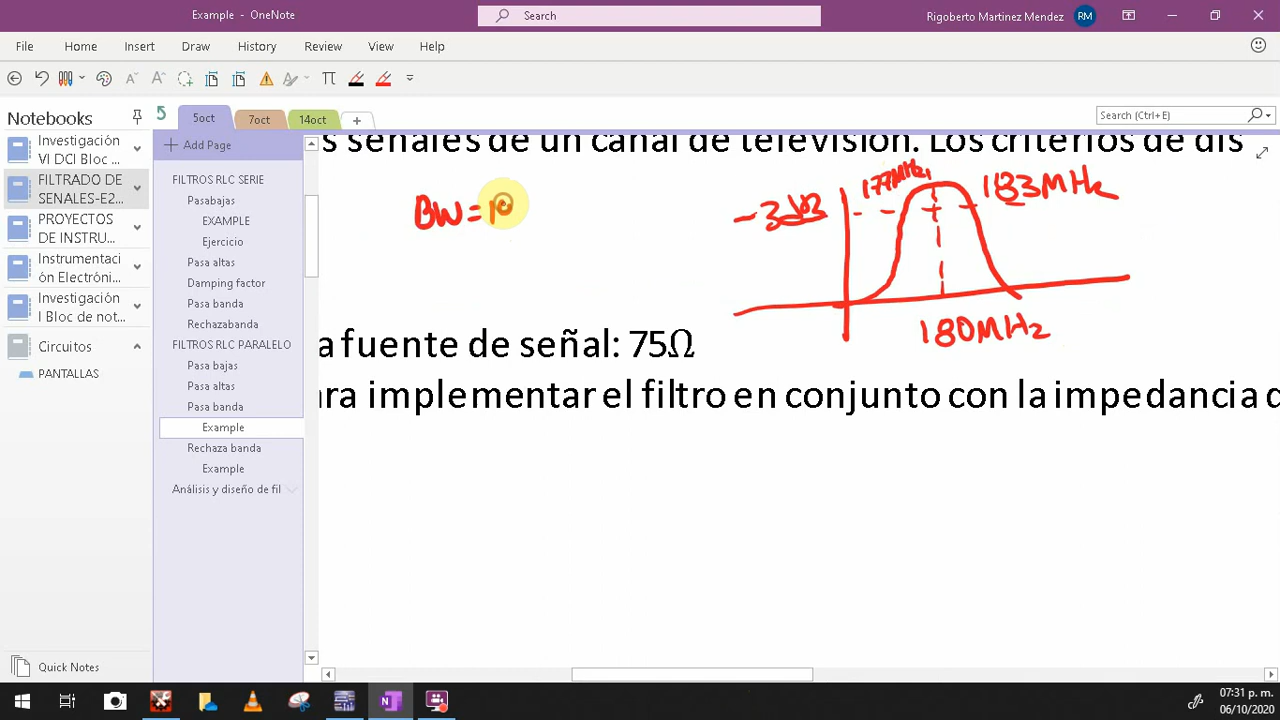 Example - OneNote
Search
Rigoberto Martinez Mendez RM
File Home Insert Draw History Review View Help
Notebooks
5oct 7oct 14oct +
Search (Ctrl+E)
Investigación
VI DCI Bloc ...
FILTRADO DE
SENALES-E2...
PROYECTOS
DE INSTRU...
Instrumentaci
ón Electróni...
Investigación
I Bloc de not...
Circuitos
PANTALLAS
Quick Notes
Add Page
FILTROS RLC SERIE
Pasabajas
EXAMPLE
Ejercicio
Pasa altas
Damping factor
Pasa banda
Rechazabanda
FILTROS RLC PARALELO
Pasa bajas
Pasa altas
Pasa banda
Example
Rechaza banda
Example
Análisis y diseño de fil
s señales de un canal de televisión. Los criterios de dis
177MHz 183MHz
BW=18
-3dB
180MHz
a fuente de señal: 75Ω
ara implementar el filtro en conjunto con la impedancia d
07:31 p. m.
06/10/2020